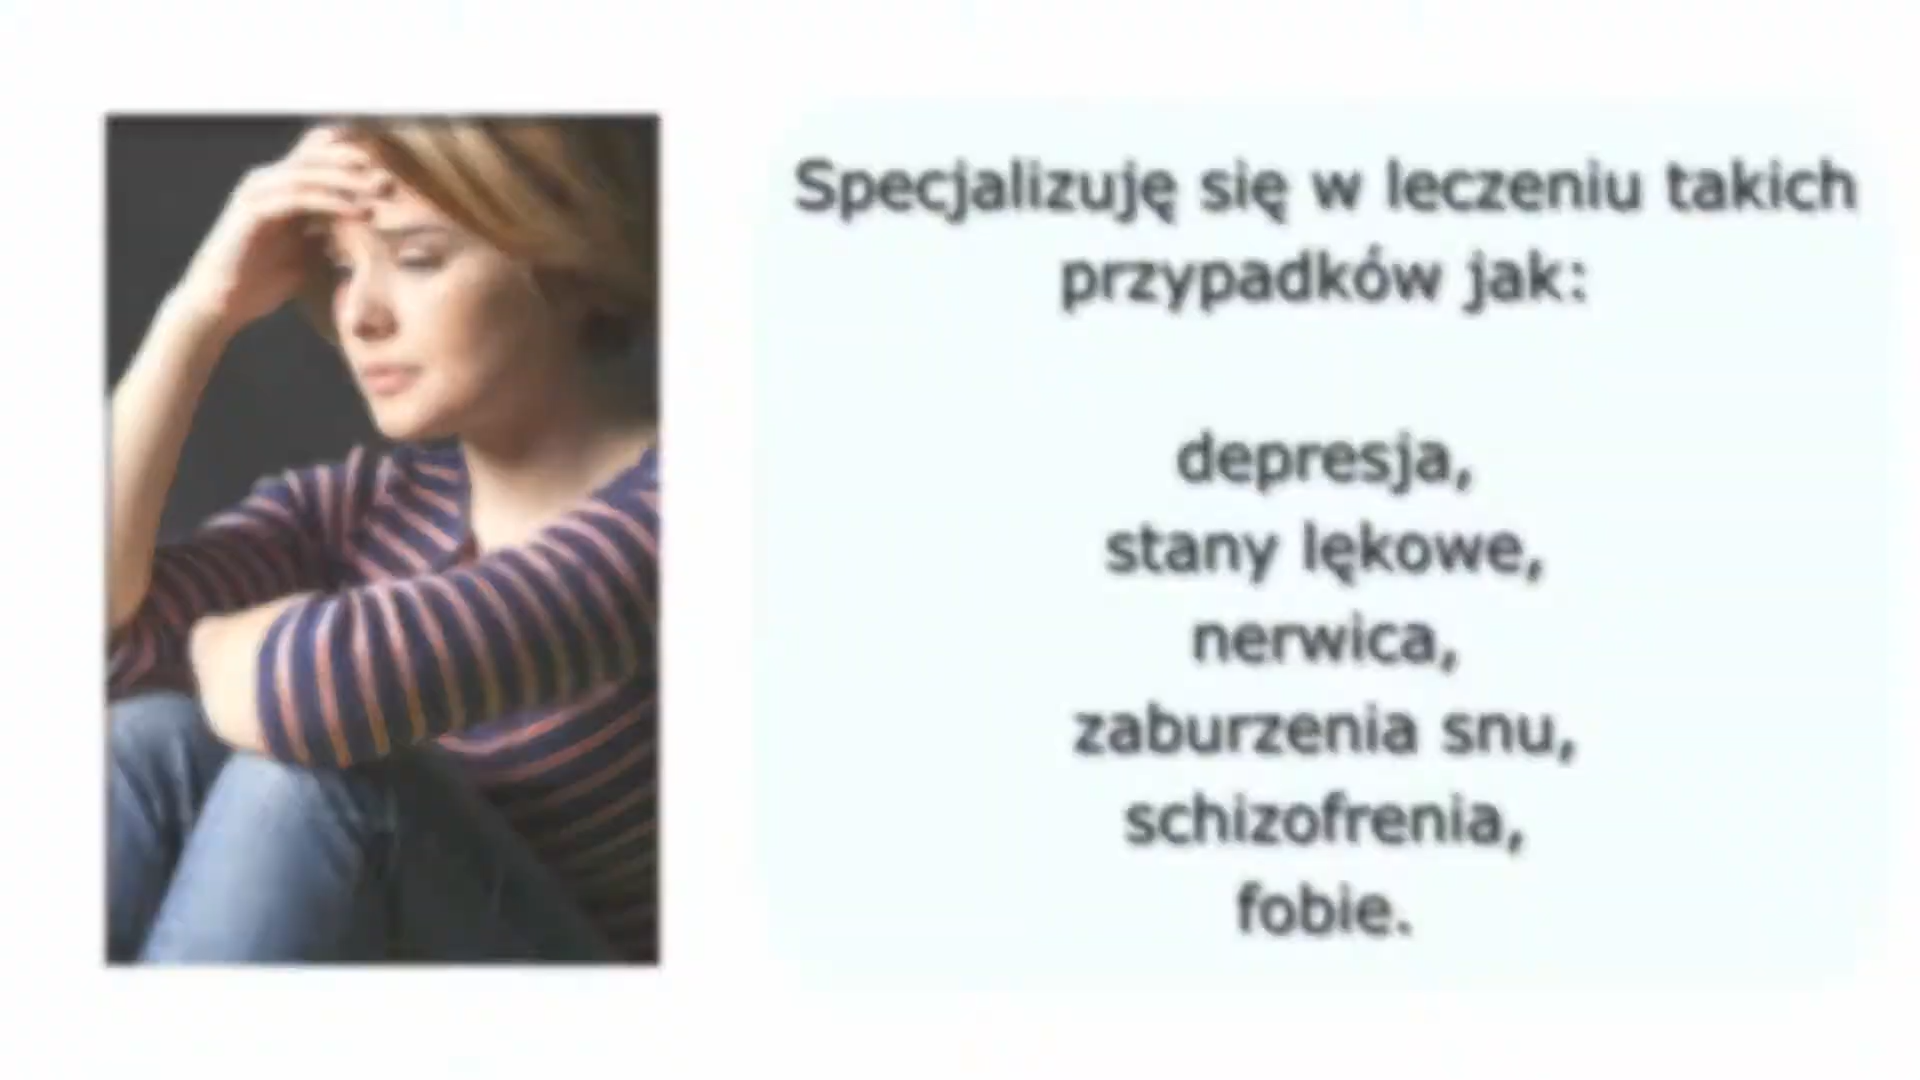 Specjalizuję się w leczeniu takich
przypadków jak:
depresja,
stany lękowe,
nerwica,
zaburzenia snu,
schizofrenia,
fobie.